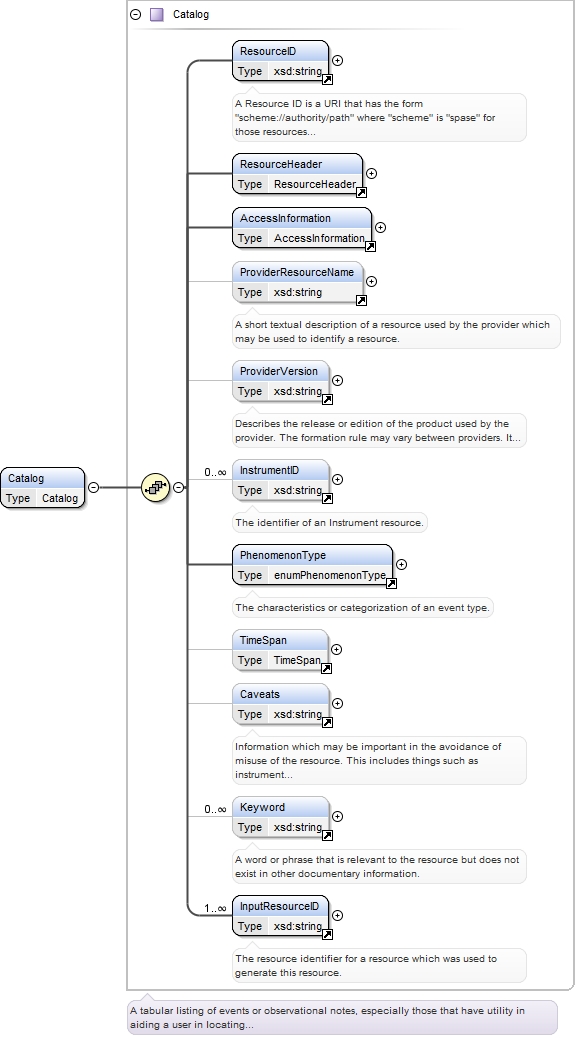 Catalog
ResourceID
Type xsd:string
A Resource ID is a URI that has the form
"scheme://authority/path" where "scheme" is "spase" for
those resources...
ResourceHeader
Type ResourceHeader
AccessInformation
Type AccessInformation
ProviderResourceName
Type xsd:string
A short textual description of a resource used by the provider which
may be used to identify a resource.
ProviderVersion
Type xsd:string
Describes the release or edition of the product used by the
provider. The formation rule may vary between providers. It...
Catalog
Type Catalog
0..∞
InstrumentID
Type xsd:string
The identifier of an Instrument resource.
PhenomenonType
Type enumPhenomenonType
The characteristics or categorization of an event type.
TimeSpan
Type TimeSpan
Caveats
Type xsd:string
Information which may be important in the avoidance of
misuse of the resource. This includes things such as
instrument...
0..∞
Keyword
Type xsd:string
A word or phrase that is relevant to the resource but does not
exist in other documentary information.
1..∞
InputResourceID
Type xsd:string
The resource identifier for a resource which was used to
generate this resource.
A tabular listing of events or observational notes, especially those that have utility in
aiding a user in locating...